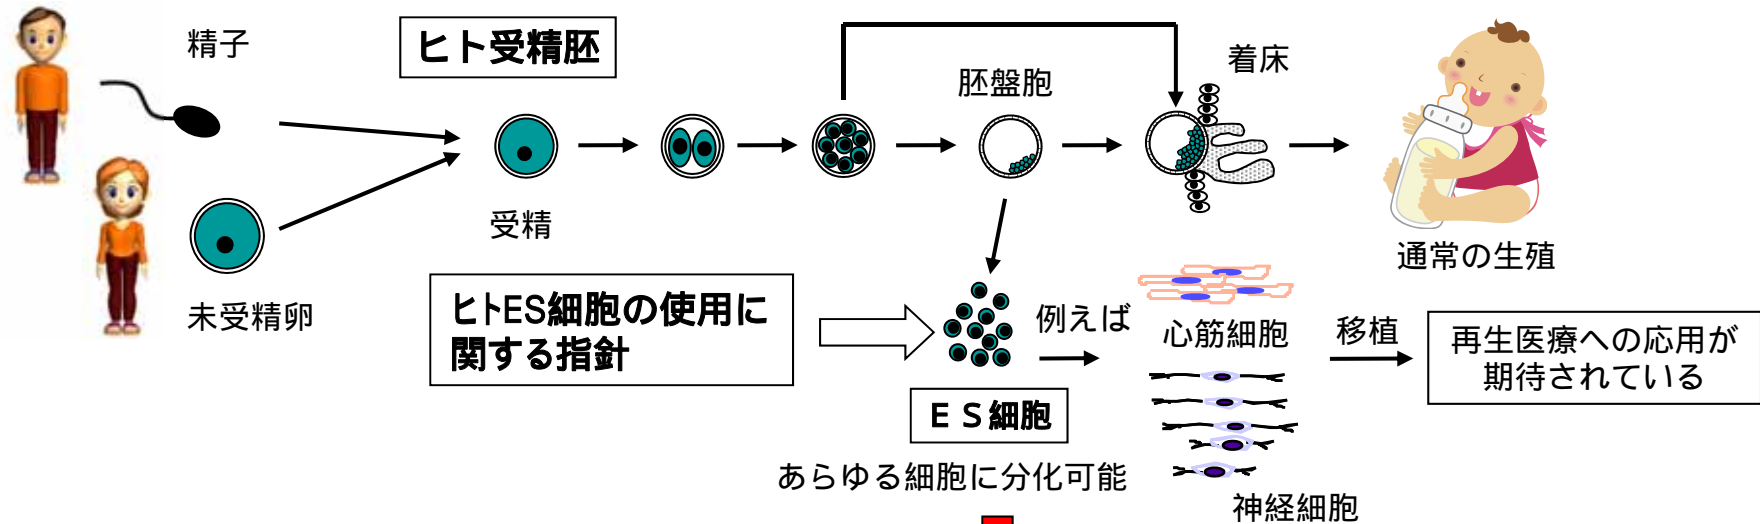 精子
ヒト受精胚
着床
胚盤胞
受精
通常の生殖
未受精卵
ヒトES細胞の使用に
関する指針
例えば
心筋細胞
移植
再生医療への応用が
期待されている
ＥＳ細胞
あらゆる細胞に分化可能
神経細胞